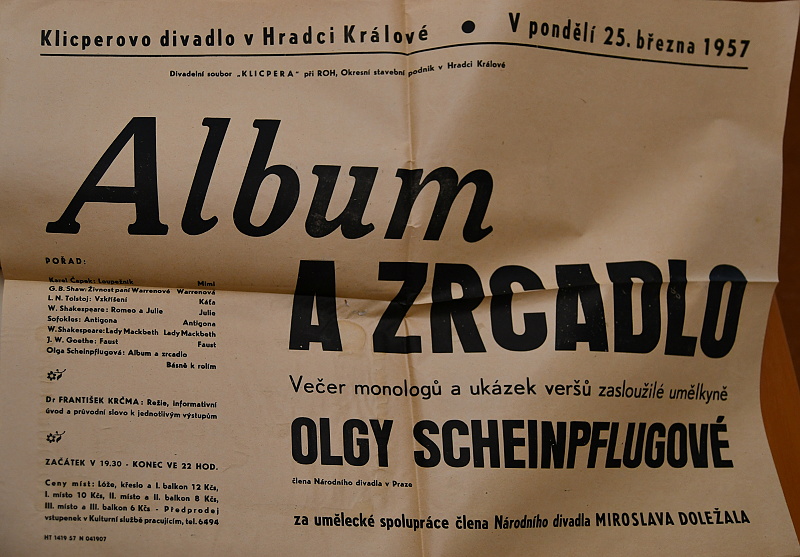 Klicperovo divadlo v Hradci Králové ● V pondělí 25. března 1957
Divadelní soubor „KLICPERA" při ROH, Okresní stavební podnik v Hradci Králové
Album
A ZRCADLO
POŘAD:
Karel Čapek: Loupežník Mimi
G. B. Shaw: Živnost paní Warrenové Warrenová
L. N. Tolstoj: Vzkříšení Káťa
W. Shakespeare: Romeo a Julie Julie
Sofokles: Antigona Antigona
W. Shakespeare: Lady Macbeth Lady Macbeth
J. W. Goethe: Faust Faust
Olga Scheinpflugová: Album a zrcadlo
Básně k rolím
Dr FRANTIŠEK KRČMA: Režie, informativní
úvod a průvodní slovo k jednotlivým výstupům
ZAČÁTEK V 19.30 - KONEC VE 22 HOD.
Ceny míst: Lóže, křeslo a I. balkon 12 Kčs,
I. místo 10 Kčs, II. místo a II. balkon 8 Kčs,
III. místo a III. balkon 6 Kčs - Předprodej
vstupenek v Kulturní službě pracujícím, tel. 6494
HT 1419 57 N 041907
Večer monologů a ukázek veršů zasloužilé umělkyně
OLGY SCHEINPFLUGOVÉ
člena Národního divadla v Praze
za umělecké spolupráce člena Národního divadla MIROSLAVA DOLEŽALA